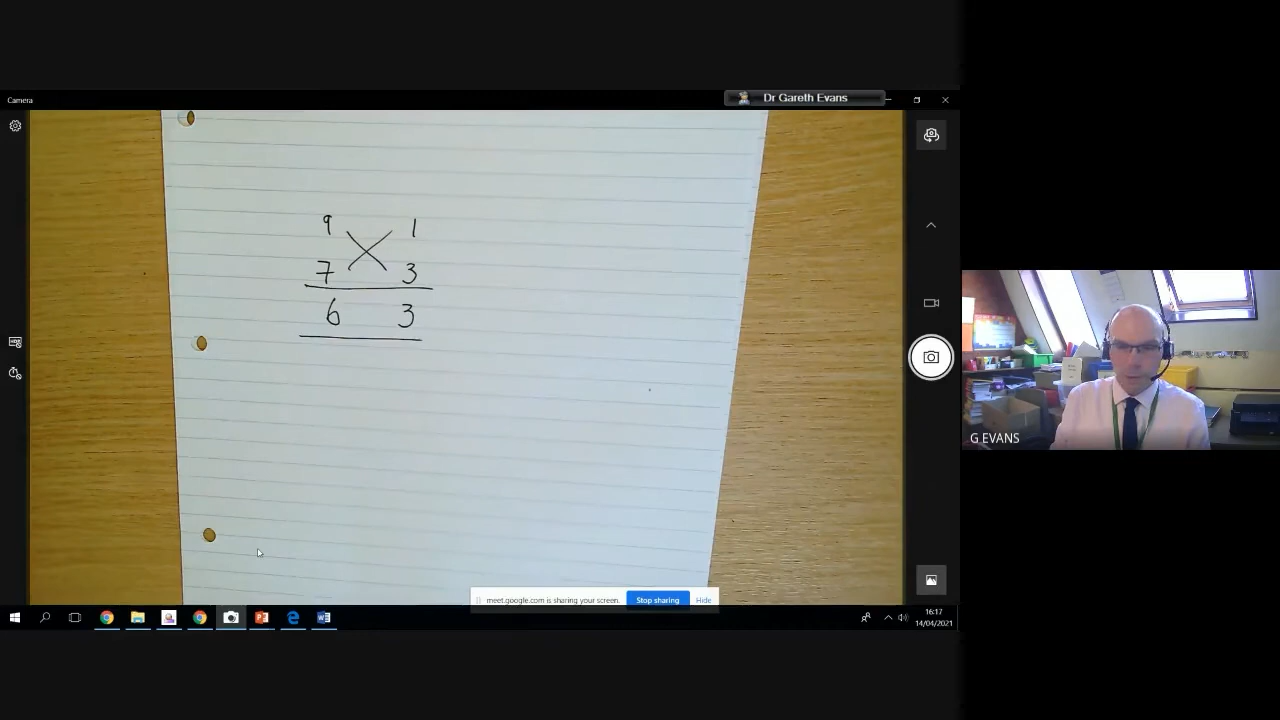 Camera
Dr Gareth Evans
9 1
7 3
6 3
G EVANS
meet.google.com is sharing your screen.
Stop sharing
Hide
16:17
14/04/2021